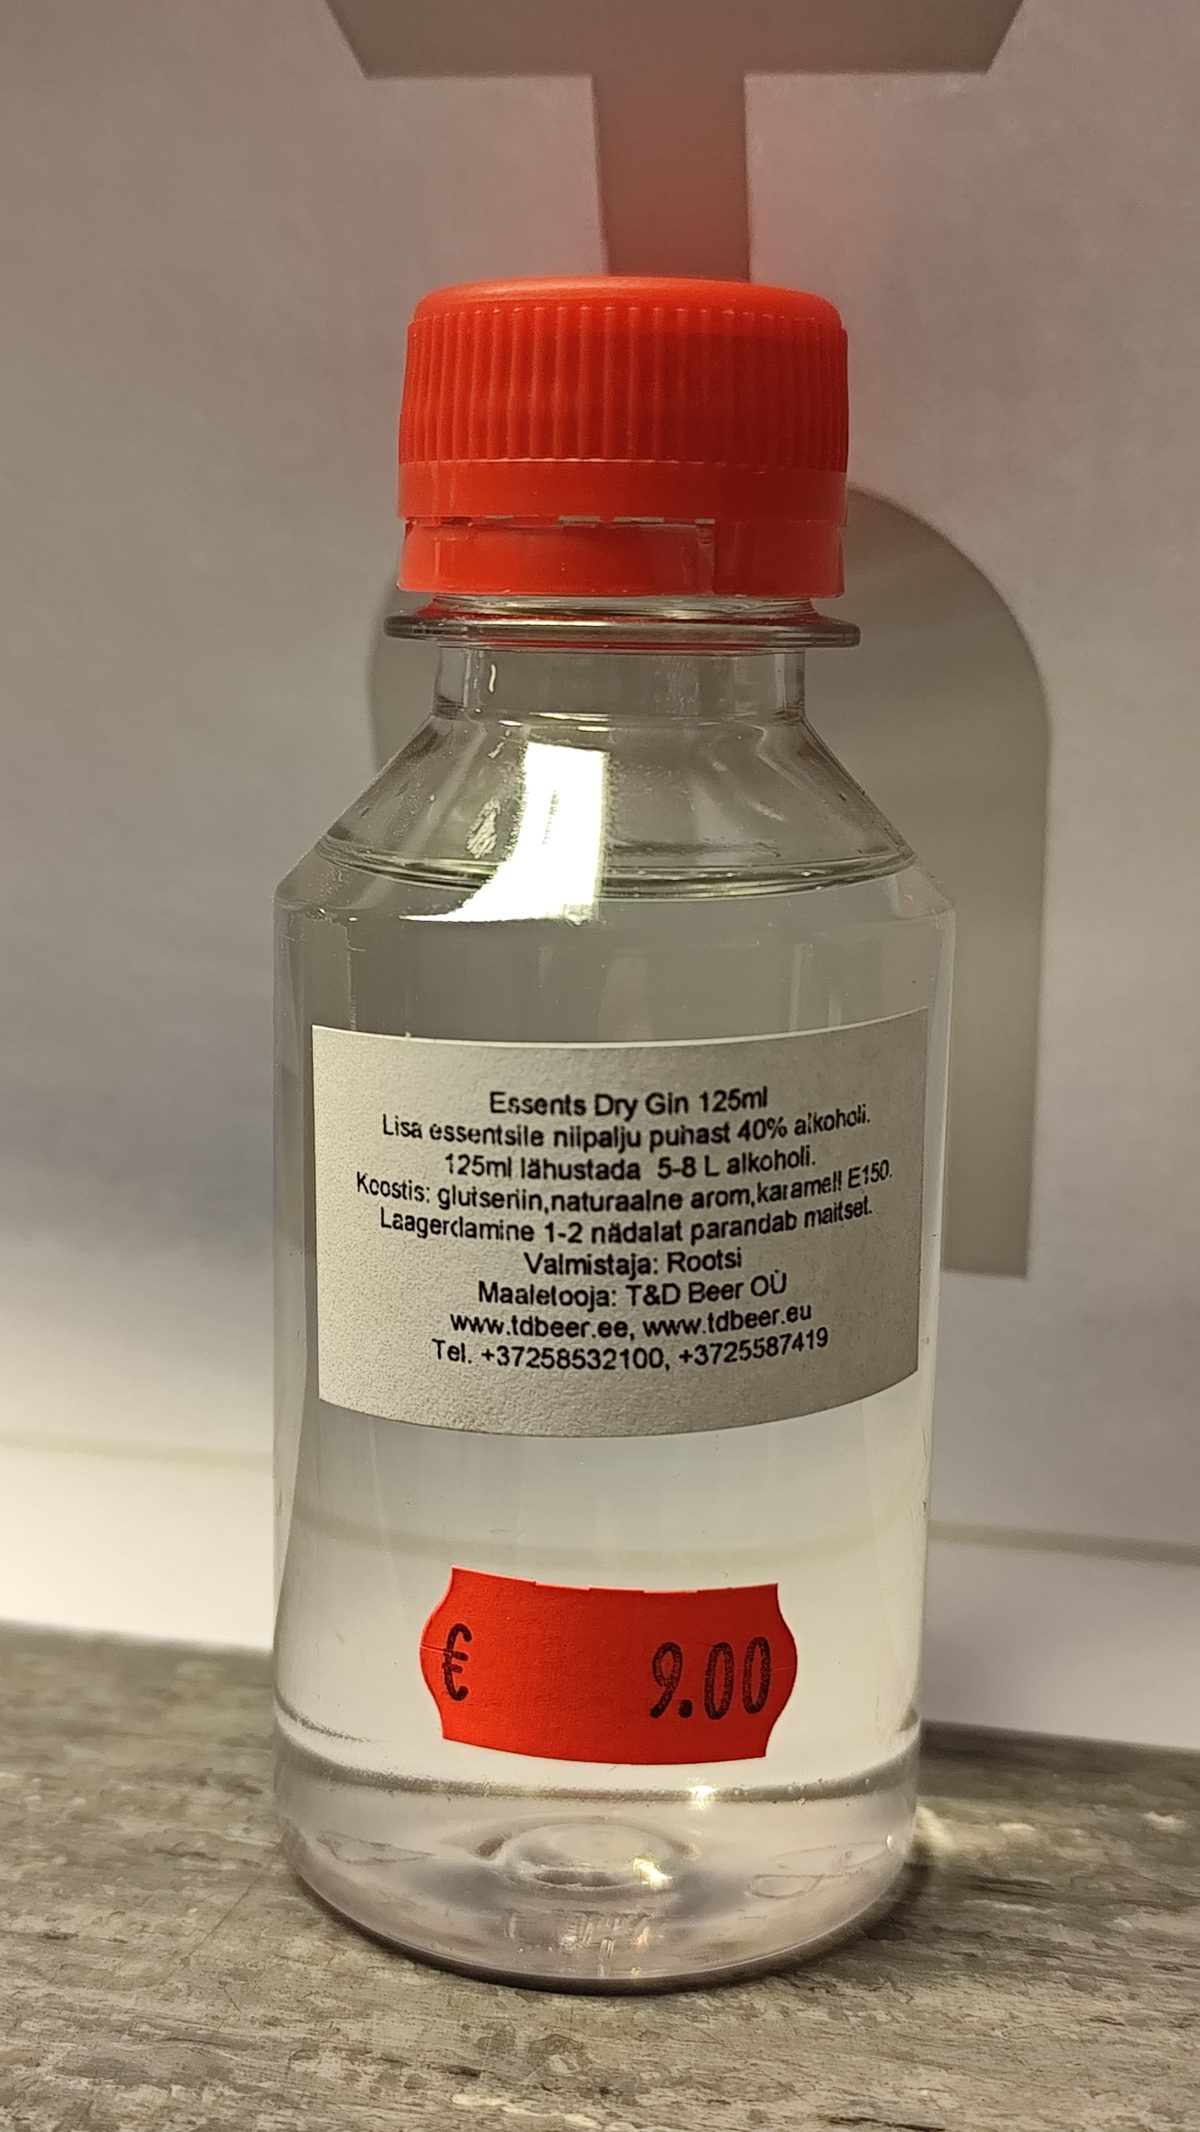 Essents Dry Gin 125ml
Lisa essentsile niipalju puhast 40% alkoholi.
125ml lähustada 5-8 L alkoholi.
Koostis: glutseriin,naturaalne arom,karamell E150.
Laagerdamine 1-2 nädalat parandab maitset.
Valmistaja: Rootsi
Maaletooja: T&D Beer OÜ
www.tdbeer.ee, www.tdbeer.eu
Tel. +37258532100, +3725587419
€ 9.00